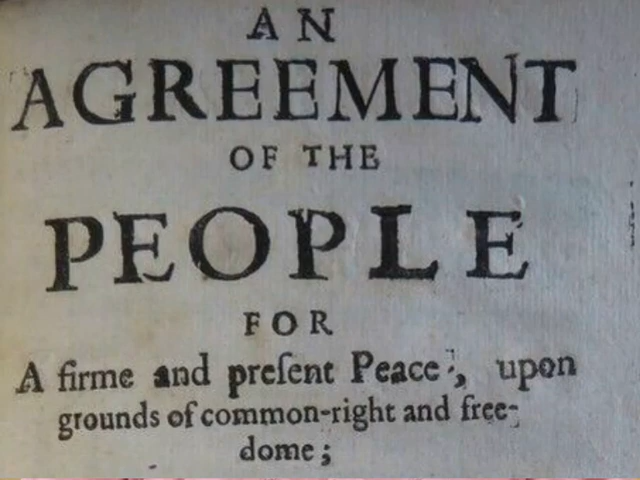 AN
AGREEMENT
OF THE
PEOPLE
FOR
A firme and preſent Peace, upon
grounds of common-right and free-
dome;